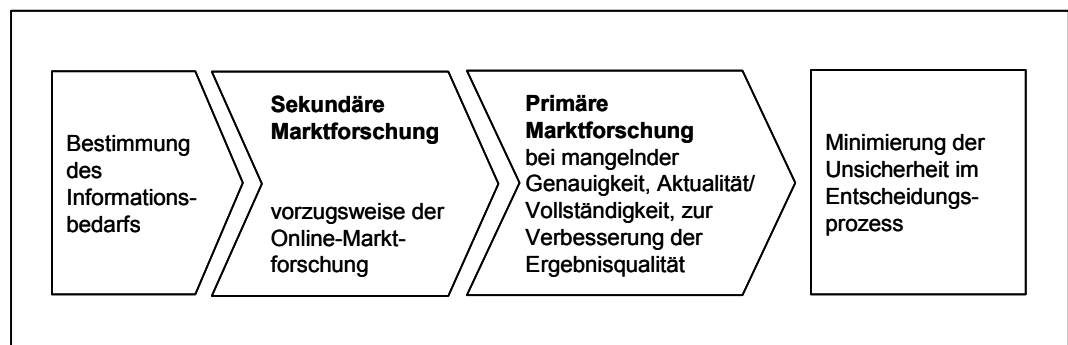 Bestimmung
des
Informations-
bedarfs
Sekundäre
Marktforschung
vorzugsweise der
Online-Markt-
forschung
Primäre
Marktforschung
bei mangelnder
Genauigkeit, Aktualität/
Vollständigkeit, zur
Verbesserung der
Ergebnisqualität
Minimierung der
Unsicherheit im
Entscheidungs-
prozess